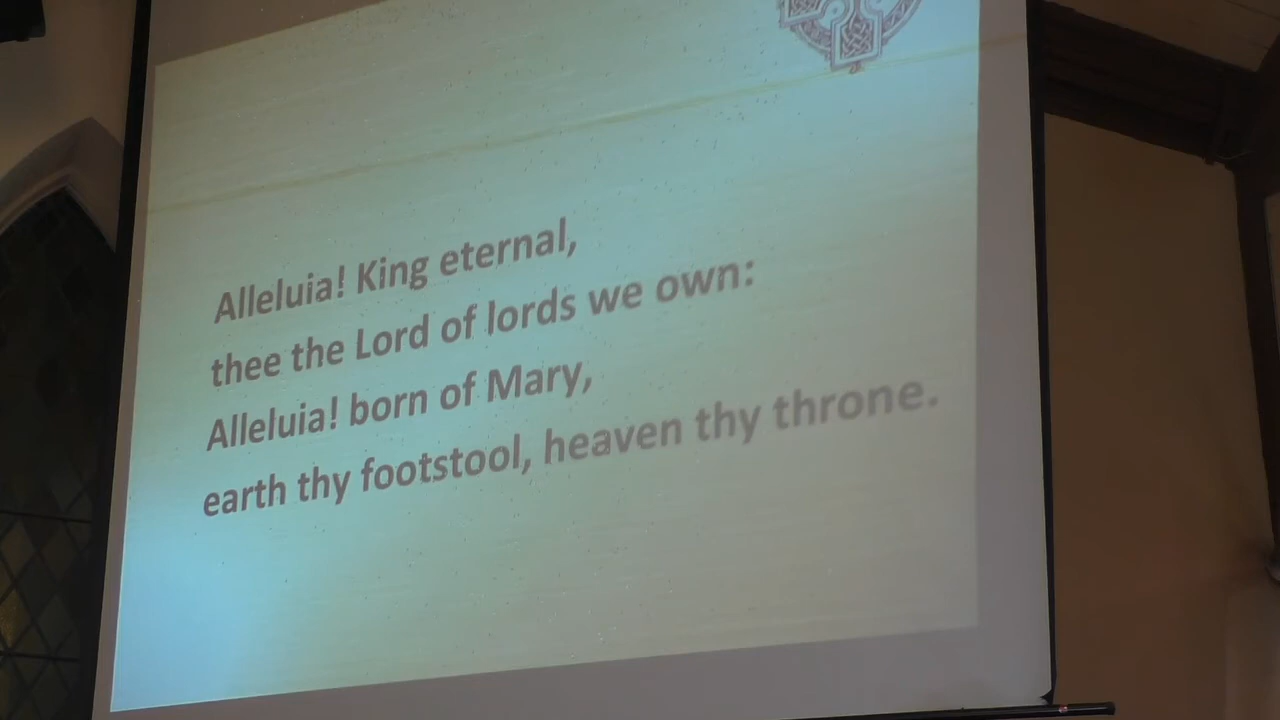 Alleluia! King eternal,
thee the Lord of lords we own:
Alleluia! born of Mary,
earth thy footstool, heaven thy throne.